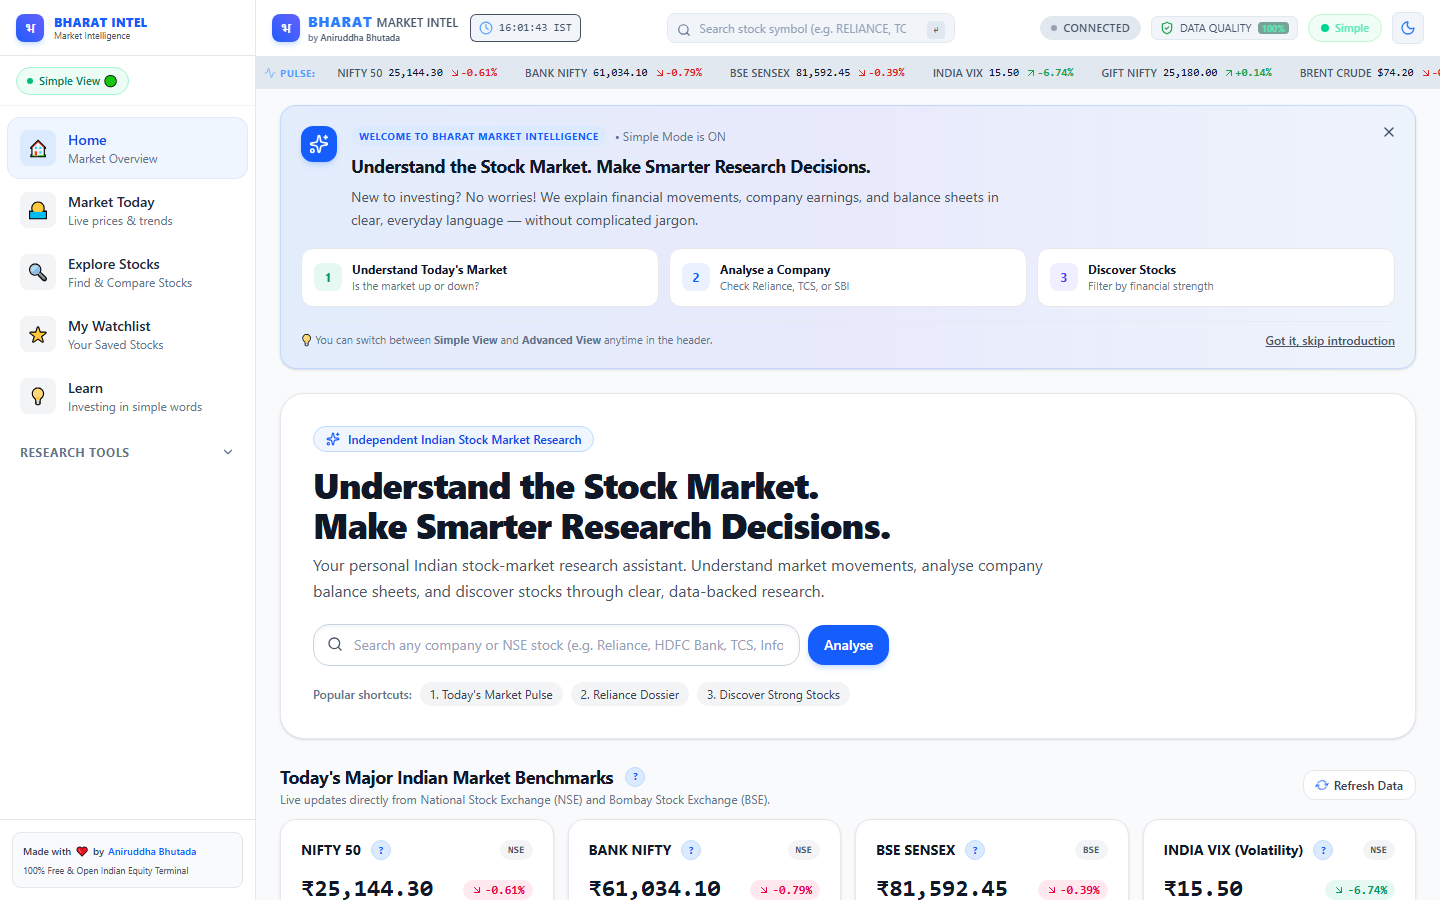 भ
BHARAT INTEL
Market Intelligence
Simple View
Home
Market Overview
Market Today
Live prices & trends
Explore Stocks
Find & Compare Stocks
My Watchlist
Your Saved Stocks
Learn
Investing in simple words
RESEARCH TOOLS
Made with ❤️ by Aniruddha Bhutada
100% Free & Open Indian Equity Terminal
भ
BHARAT MARKET INTEL
by Aniruddha Bhutada
16:01:43 IST
Search stock symbol (e.g. RELIANCE, TC
CONNECTED
DATA QUALITY 100%
Simple
PULSE: NIFTY 50 25,144.30 ↘-0.61% BANK NIFTY 61,034.10 ↘-0.79% BSE SENSEX 81,592.45 ↘-0.39% INDIA VIX 15.50 ↗-6.74% GIFT NIFTY 25,180.00 ↗+0.14% BRENT CRUDE $74.20 ↘
WELCOME TO BHARAT MARKET INTELLIGENCE • Simple Mode is ON
Understand the Stock Market. Make Smarter Research Decisions.
New to investing? No worries! We explain financial movements, company earnings, and balance sheets in
clear, everyday language — without complicated jargon.
1 Understand Today's Market
Is the market up or down?
2 Analyse a Company
Check Reliance, TCS, or SBI
3 Discover Stocks
Filter by financial strength
You can switch between Simple View and Advanced View anytime in the header.
Got it, skip introduction
Independent Indian Stock Market Research
Understand the Stock Market.
Make Smarter Research Decisions.
Your personal Indian stock-market research assistant. Understand market movements, analyse company
balance sheets, and discover stocks through clear, data-backed research.
Search any company or NSE stock (e.g. Reliance, HDFC Bank, TCS, Info
Analyse
Popular shortcuts: 1. Today's Market Pulse 2. Reliance Dossier 3. Discover Strong Stocks
Today's Major Indian Market Benchmarks ?
Live updates directly from National Stock Exchange (NSE) and Bombay Stock Exchange (BSE).
Refresh Data
NIFTY 50 ? NSE
₹25,144.30 ↘ -0.61%
BANK NIFTY ? NSE
₹61,034.10 ↘ -0.79%
BSE SENSEX ? BSE
₹81,592.45 ↘ -0.39%
INDIA VIX (Volatility) ? NSE
₹15.50 ↘ -6.74%